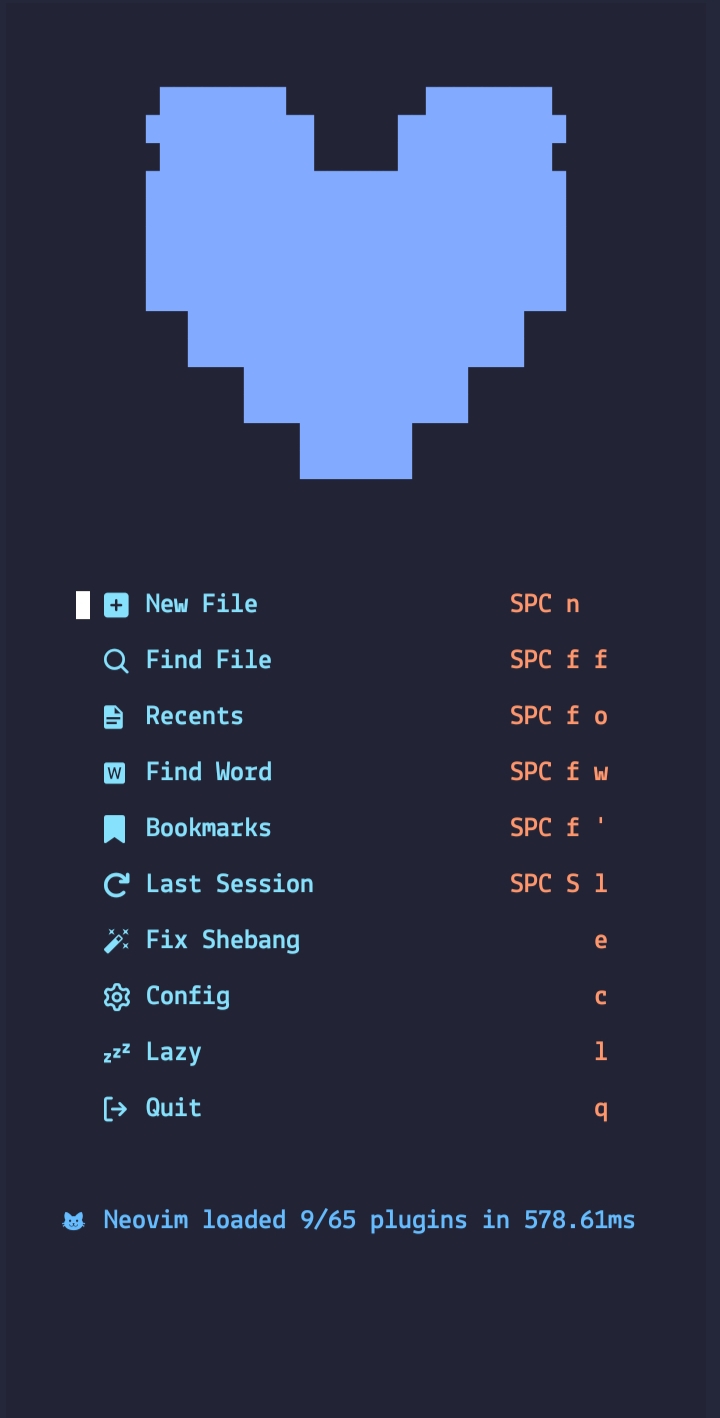 New File SPC n
Find File SPC f f
Recents SPC f o
W Find Word SPC f w
Bookmarks SPC f '
Last Session SPC S l
Fix Shebang e
Config c
zzz Lazy l
Quit q
Neovim loaded 9/65 plugins in 578.61ms